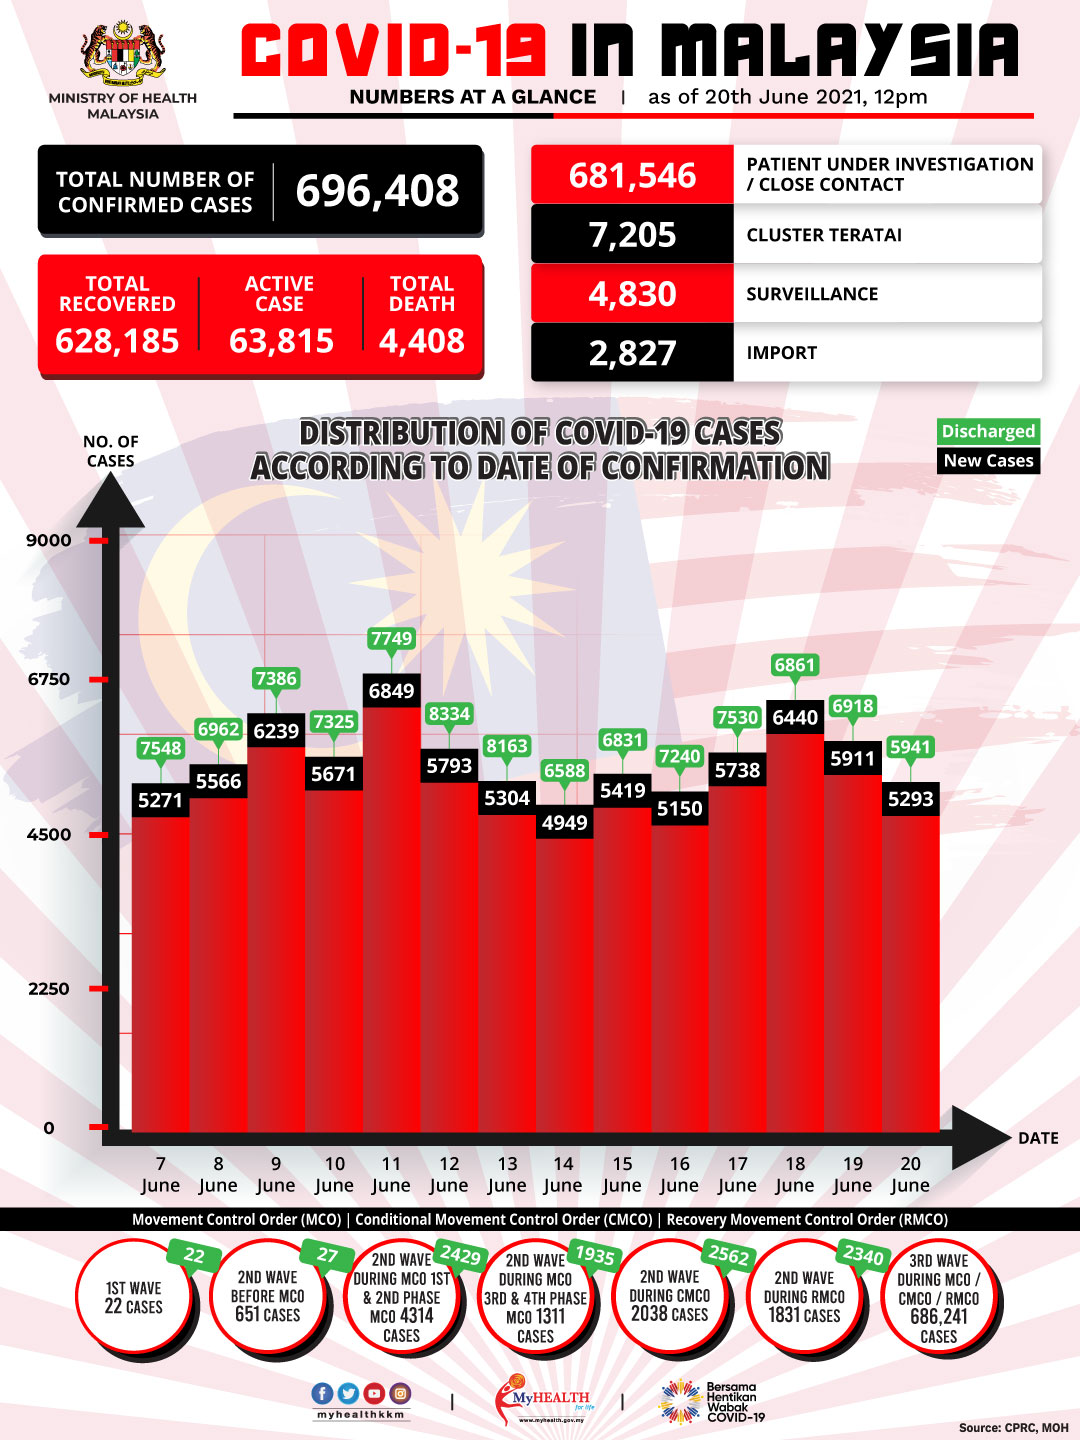 MINISTRY OF HEALTH
MALAYSIA
COVID-19 IN MALAYSIA
NUMBERS AT A GLANCE | as of 20th June 2021, 12pm
TOTAL NUMBER OF
CONFIRMED CASES
696,408
TOTAL
RECOVERED
628,185
ACTIVE
CASE
63,815
TOTAL
DEATH
4,408
681,546
PATIENT UNDER INVESTIGATION
/ CLOSE CONTACT
7,205
CLUSTER TERATAI
4,830
SURVEILLANCE
2,827
IMPORT
DISTRIBUTION OF COVID-19 CASES
ACCORDING TO DATE OF CONFIRMATION
Discharged
New Cases
NO. OF
CASES
9000
6750
4500
2250
0
7548
5271
6962
5566
7386
6239
7325
5671
7749
6849
8334
5793
8163
5304
6588
4949
6831
5419
7240
5150
7530
5738
6861
6440
6918
5911
5941
5293
DATE
7
June
8
June
9
June
10
June
11
June
12
June
13
June
14
June
15
June
16
June
17
June
18
June
19
June
20
June
Movement Control Order (MCO) | Conditional Movement Control Order (CMCO) | Recovery Movement Control Order (RMCO)
22
1ST WAVE
22 CASES
27
2ND WAVE
BEFORE MCO
651 CASES
2429
2ND WAVE
DURING MCO 1ST
& 2ND PHASE
MCO 4314
CASES
1935
2ND WAVE
DURING MCO
3RD & 4TH PHASE
MCO 1311
CASES
2562
2ND WAVE
DURING CMCO
2038 CASES
2340
2ND WAVE
DURING RMCO
1831 CASES
3RD WAVE
DURING MCO /
CMCO / RMCO
686,241
CASES
myhealthkkm
|
MyHEALTH
for life
www.myhealth.gov.my
|
Bersama
Hentikan
Wabak
COVID-19
Source: CPRC, MOH